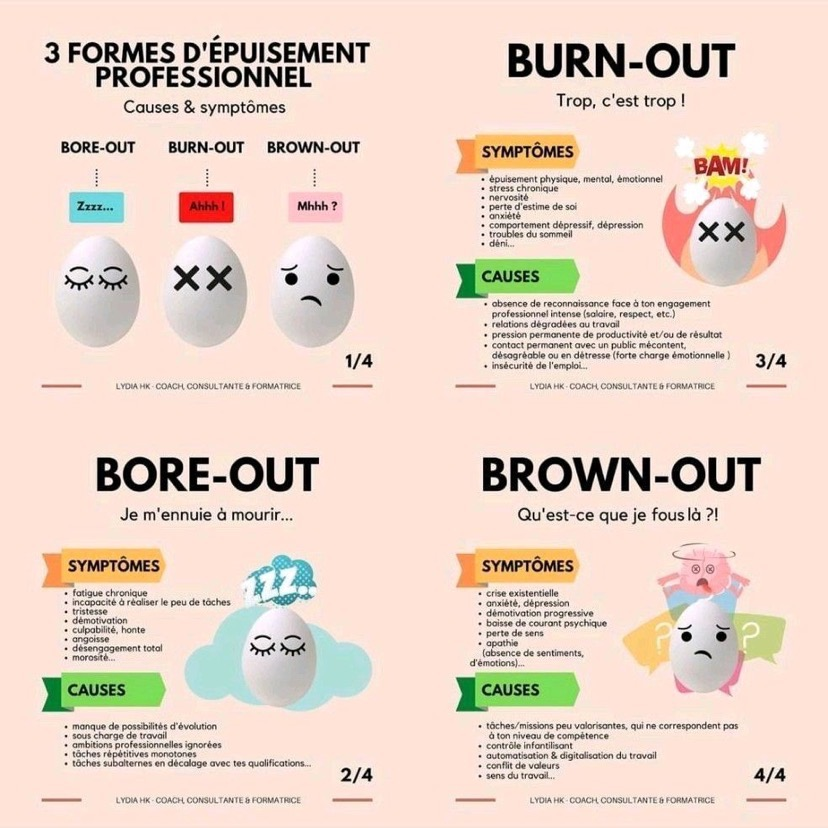 3 FORMES D'ÉPUISEMENT
PROFESSIONNEL
Causes & symptômes
BORE-OUT
BURN-OUT
BROWN-OUT
Zzzz...
Ahhh !
Mhhh ?
1/4
LYDIA HK · COACH, CONSULTANTE & FORMATRICE
BORE-OUT
Je m'ennuie à mourir...
SYMPTÔMES
• fatigue chronique
• incapacité à réaliser le peu de tâches
• tristesse
• démotivation
• culpabilité, honte
• angoisse
• désengagement total
• morosité...
ZZZ..
CAUSES
• manque de possibilités d'évolution
• sous charge de travail
• ambitions professionnelles ignorées
• tâches répétitives monotones
• tâches subalternes en décalage avec tes qualifications...
2/4
LYDIA HK · COACH, CONSULTANTE & FORMATRICE
BURN-OUT
Trop, c'est trop !
SYMPTÔMES
• épuisement physique, mental, émotionnel
• stress chronique
• nervosité
• perte d'estime de soi
• anxiété
• comportement dépressif, dépression
• troubles du sommeil
• déni...
BAM!
CAUSES
• absence de reconnaissance face à ton engagement
professionnel intense (salaire, respect, etc.)
• relations dégradées au travail
• pression permanente de productivité et/ou de résultat
• contact permanent avec un public mécontent,
désagréable ou en détresse (forte charge émotionnelle )
• insécurité de l'emploi...
3/4
LYDIA HK · COACH, CONSULTANTE & FORMATRICE
BROWN-OUT
Qu'est-ce que je fous là ?!
SYMPTÔMES
• crise existentielle
• anxiété, dépression
• démotivation progressive
• baisse de courant psychique
• perte de sens
• apathie
(absence de sentiments,
d'émotions)...
? ?
CAUSES
• tâches/missions peu valorisantes, qui ne correspondent pas
à ton niveau de compétence
• contrôle infantilisant
• automatisation & digitalisation du travail
• conflit de valeurs
• sens du travail...
4/4
LYDIA HK · COACH, CONSULTANTE & FORMATRICE